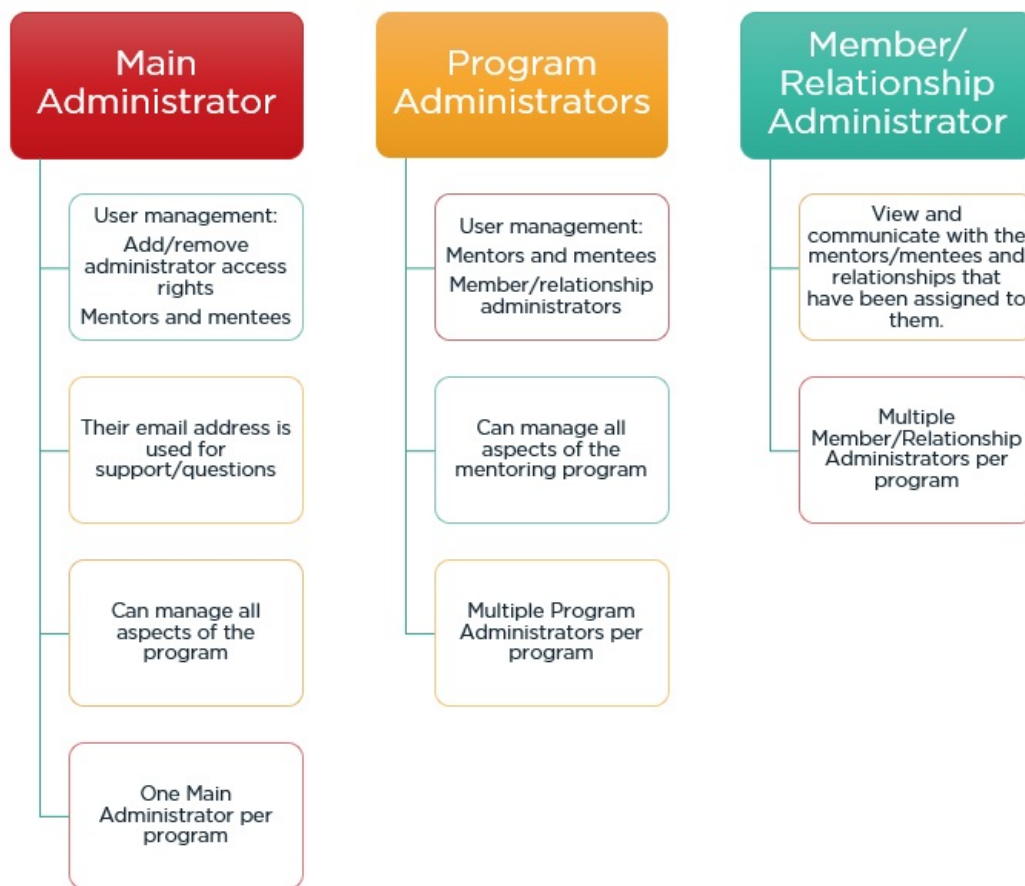 Main
Administrator
User management:
Add/remove
administrator access
rights
Mentors and mentees
Their email address is
used for
support/questions
Can manage all
aspects of the
program
One Main
Administrator per
program
Program
Administrators
User management:
Mentors and mentees
Member/relationship
administrators
Can manage all
aspects of the
mentoring program
Multiple Program
Administrators per
program
Member/
Relationship
Administrator
View and
communicate with the
mentors/mentees and
relationships that
have been assigned to
them.
Multiple
Member/Relationship
Administrators per
program